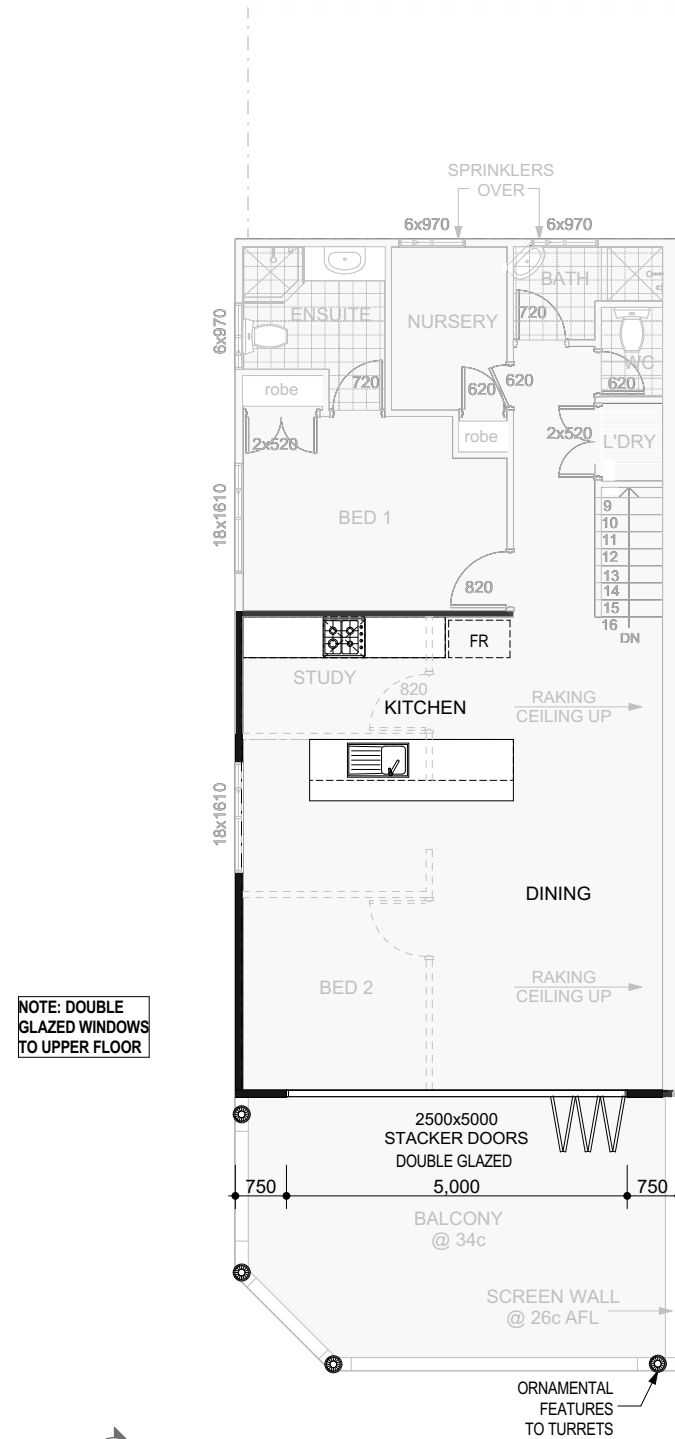 SPRINKLERS
OVER
6x970
6x970
6x970
ENSUITE
NURSERY
BATH
720
WC
robe
720
620
620
620
2x520
robe
2x520
L'DRY
18x1610
BED 1
9
10
11
12
13
14
15
16
DN
820
FR
STUDY
820
KITCHEN
RAKING
CEILING UP
18x1610
DINING
BED 2
RAKING
CEILING UP
NOTE: DOUBLE
GLAZED WINDOWS
TO UPPER FLOOR
2500x5000
STACKER DOORS
DOUBLE GLAZED
750
5,000
750
BALCONY
@ 34c
SCREEN WALL
@ 26c AFL
ORNAMENTAL
FEATURES
TO TURRETS